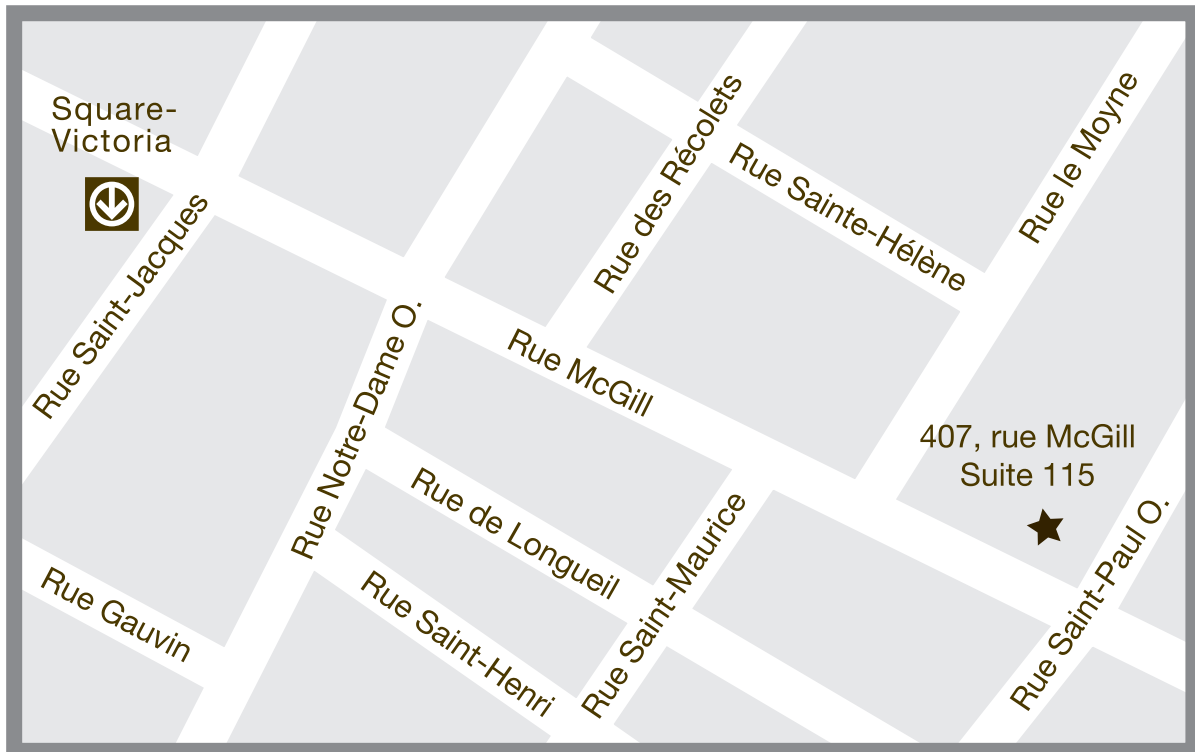 Square-
Victoria
Rue Saint-Jacques
Rue Notre-Dame O.
Rue des Récolets
Rue Sainte-Hélène
Rue le Moyne
Rue McGill
407, rue McGill
Suite 115
Rue de Longueil
Rue Saint-Maurice
Rue Saint-Paul O.
Rue Gauvin
Rue Saint-Henri